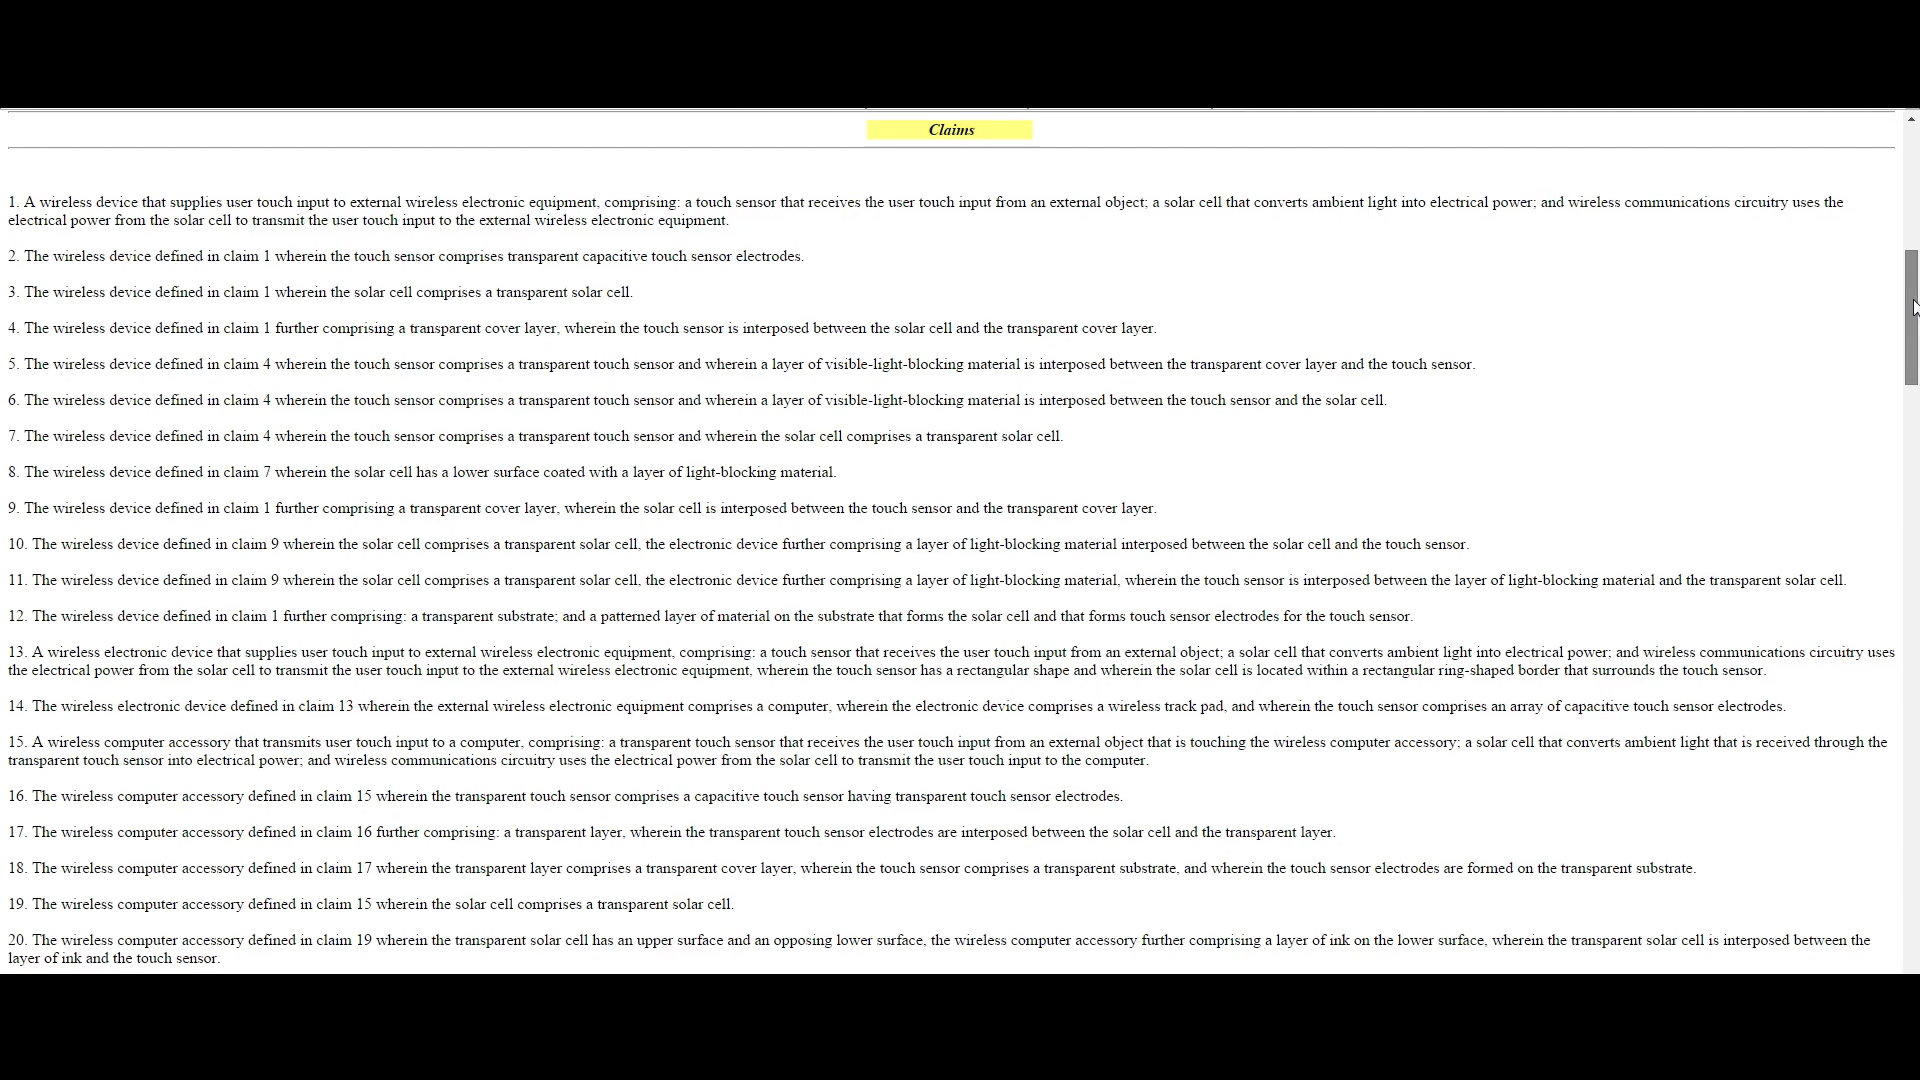 Claims
1. A wireless device that supplies user touch input to external wireless electronic equipment, comprising: a touch sensor that receives the user touch input from an external object; a solar cell that converts ambient light into electrical power; and wireless communications circuitry uses the
electrical power from the solar cell to transmit the user touch input to the external wireless electronic equipment.
2. The wireless device defined in claim 1 wherein the touch sensor comprises transparent capacitive touch sensor electrodes.
3. The wireless device defined in claim 1 wherein the solar cell comprises a transparent solar cell.
4. The wireless device defined in claim 1 further comprising a transparent cover layer, wherein the touch sensor is interposed between the solar cell and the transparent cover layer.
5. The wireless device defined in claim 4 wherein the touch sensor comprises a transparent touch sensor and wherein a layer of visible-light-blocking material is interposed between the transparent cover layer and the touch sensor.
6. The wireless device defined in claim 4 wherein the touch sensor comprises a transparent touch sensor and wherein a layer of visible-light-blocking material is interposed between the touch sensor and the solar cell.
7. The wireless device defined in claim 4 wherein the touch sensor comprises a transparent touch sensor and wherein the solar cell comprises a transparent solar cell.
8. The wireless device defined in claim 7 wherein the solar cell has a lower surface coated with a layer of light-blocking material.
9. The wireless device defined in claim 1 further comprising a transparent cover layer, wherein the solar cell is interposed between the touch sensor and the transparent cover layer.
10. The wireless device defined in claim 9 wherein the solar cell comprises a transparent solar cell, the electronic device further comprising a layer of light-blocking material interposed between the solar cell and the touch sensor.
11. The wireless device defined in claim 9 wherein the solar cell comprises a transparent solar cell, the electronic device further comprising a layer of light-blocking material, wherein the touch sensor is interposed between the layer of light-blocking material and the transparent solar cell.
12. The wireless device defined in claim 1 further comprising: a transparent substrate; and a patterned layer of material on the substrate that forms the solar cell and that forms touch sensor electrodes for the touch sensor.
13. A wireless electronic device that supplies user touch input to external wireless electronic equipment, comprising: a touch sensor that receives the user touch input from an external object; a solar cell that converts ambient light into electrical power; and wireless communications circuitry uses
the electrical power from the solar cell to transmit the user touch input to the external wireless electronic equipment, wherein the touch sensor has a rectangular shape and wherein the solar cell is located within a rectangular ring-shaped border that surrounds the touch sensor.
14. The wireless electronic device defined in claim 13 wherein the external wireless electronic equipment comprises a computer, wherein the electronic device comprises a wireless track pad, and wherein the touch sensor comprises an array of capacitive touch sensor electrodes.
15. A wireless computer accessory that transmits user touch input to a computer, comprising: a transparent touch sensor that receives the user touch input from an external object that is touching the wireless computer accessory; a solar cell that converts ambient light that is received through the
transparent touch sensor into electrical power; and wireless communications circuitry uses the electrical power from the solar cell to transmit the user touch input to the computer.
16. The wireless computer accessory defined in claim 15 wherein the transparent touch sensor comprises a capacitive touch sensor having transparent touch sensor electrodes.
17. The wireless computer accessory defined in claim 16 further comprising: a transparent layer, wherein the transparent touch sensor electrodes are interposed between the solar cell and the transparent layer.
18. The wireless computer accessory defined in claim 17 wherein the transparent layer comprises a transparent cover layer, wherein the touch sensor comprises a transparent substrate, and wherein the touch sensor electrodes are formed on the transparent substrate.
19. The wireless computer accessory defined in claim 15 wherein the solar cell comprises a transparent solar cell.
20. The wireless computer accessory defined in claim 19 wherein the transparent solar cell has an upper surface and an opposing lower surface, the wireless computer accessory further comprising a layer of ink on the lower surface, wherein the transparent solar cell is interposed between the
layer of ink and the touch sensor.